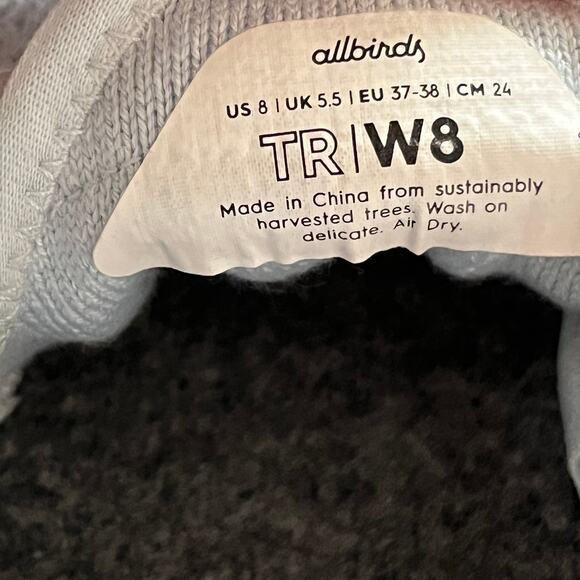 allbirds
US 8 | UK 5.5 | EU 37-38 | CM 24
TR|W8
Made in China from sustainably
harvested trees. Wash on
delicate. Air Dry.